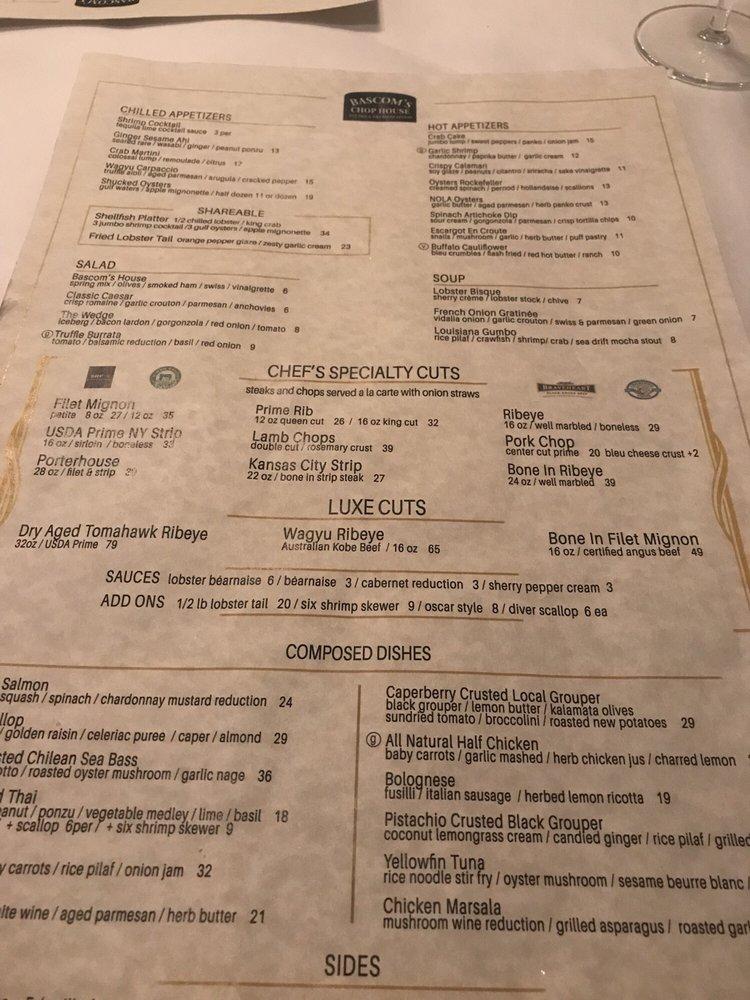 BASCOM'S
CHOP HOUSE
CHILLED APPETIZERS
Shrimp Cocktail
tequila lime cocktail sauce 3 per
Ginger Sesame Ahi
seared rare / wasabi / ginger / peanut ponzu 13
Crab Martini
colossal lump / remoulade / citrus 17
Wagyu Carpaccio
truffle aioli / aged parmesan / arugula / cracked pepper 15
Shucked Oysters
gulf waters / apple mignonette / half dozen 11 or dozen 19
SHAREABLE
Shellfish Platter 1/2 chilled lobster / king crab
3 jumbo shrimp cocktail /3 gulf oysters / apple mignonette 34
Fried Lobster Tail orange pepper glaze / zesty garlic cream 23
SALAD
Bascom's House
spring mix / olives / smoked ham / swiss / vinaigrette 6
Classic Caesar
crisp romaine / garlic crouton / parmesan / anchovies 6
The Wedge
iceberg / bacon lardon / gorgonzola / red onion / tomato 8
g Truffle Burrata
tomato / balsamic reduction / basil / red onion 9
HOT APPETIZERS
Crab Cake
jumbo lump / sweet peppers / panko / onion jam 15
g Garlic Shrimp
chardonnay / paprika butter / garlic cream 12
Crispy Calamari
soy glaze / peanuts / cilantro / sriracha / sake vinaigrette 11
Oysters Rockefeller
creamed spinach / pernod / hollandaise / scallions 13
NOLA Oysters
garlic butter / aged parmesan / herb panko crust 13
Spinach Artichoke Dip
sour cream / gorgonzola / parmesan / crisp tortilla chips 10
Escargot En Croute
snails / mushroom / garlic / herb butter / puff pastry 11
v Buffalo Cauliflower
bleu crumbles / flash fried / red hot butter / ranch 10
SOUP
Lobster Bisque
sherry crème / lobster stock / chive 7
French Onion Gratinée
vidalia onion / garlic crouton / swiss & parmesan / green onion 7
Louisiana Gumbo
rice pilaf / crawfish / shrimp/ crab / sea drift mocha stout 8
CHEF'S SPECIALTY CUTS
steaks and chops served a la carte with onion straws
BRAVEHEART
Filet Mignon
petite 8 oz 27 / 12 oz 35
USDA Prime NY Strip
16 oz / sirloin / boneless 33
Porterhouse
28 oz / filet & strip
Prime Rib
12 oz queen cut 26 / 16 oz king cut 32
Lamb Chops
double cut / rosemary crust 39
Kansas City Strip
22 oz / bone in strip steak 27
Ribeye
16 oz / well marbled / boneless 29
Pork Chop
center cut prime 20 bleu cheese crust +2
Bone In Ribeye
24 oz / well marbled 39
LUXE CUTS
Dry Aged Tomahawk Ribeye
32oz / USDA Prime 79
Wagyu Ribeye
Australian Kobe Beef / 16 oz 65
Bone In Filet Mignon
16 oz / certified angus beef 49
SAUCES lobster béarnaise 6 / béarnaise 3 / cabernet reduction 3 / sherry pepper cream 3
ADD ONS 1/2 lb lobster tail 20 / six shrimp skewer 9 / oscar style 8 / diver scallop 6 ea
COMPOSED DISHES
Salmon
squash / spinach / chardonnay mustard reduction 24
llop
/ golden raisin / celeriac puree / caper / almond 29
sted Chilean Sea Bass
otto / roasted oyster mushroom / garlic nage 36
d Thai
eanut / ponzu / vegetable medley / lime / basil 18
+ scallop 6per / + six shrimp skewer 9
y carrots / rice pilaf / onion jam 32
ite wine / aged parmesan / herb butter 21
Caperberry Crusted Local Grouper
black grouper / lemon butter / kalamata olives
sundried tomato / broccolini / roasted new potatoes 29
g All Natural Half Chicken
baby carrots / garlic mashed / herb chicken jus / charred lemon
Bolognese
fusilli / italian sausage / herbed lemon ricotta 19
Pistachio Crusted Black Grouper
coconut lemongrass cream / candied ginger / rice pilaf / grilled
Yellowfin Tuna
rice noodle stir fry / oyster mushroom / sesame beurre blanc /
Chicken Marsala
mushroom wine reduction / grilled asparagus / roasted gar
SIDES